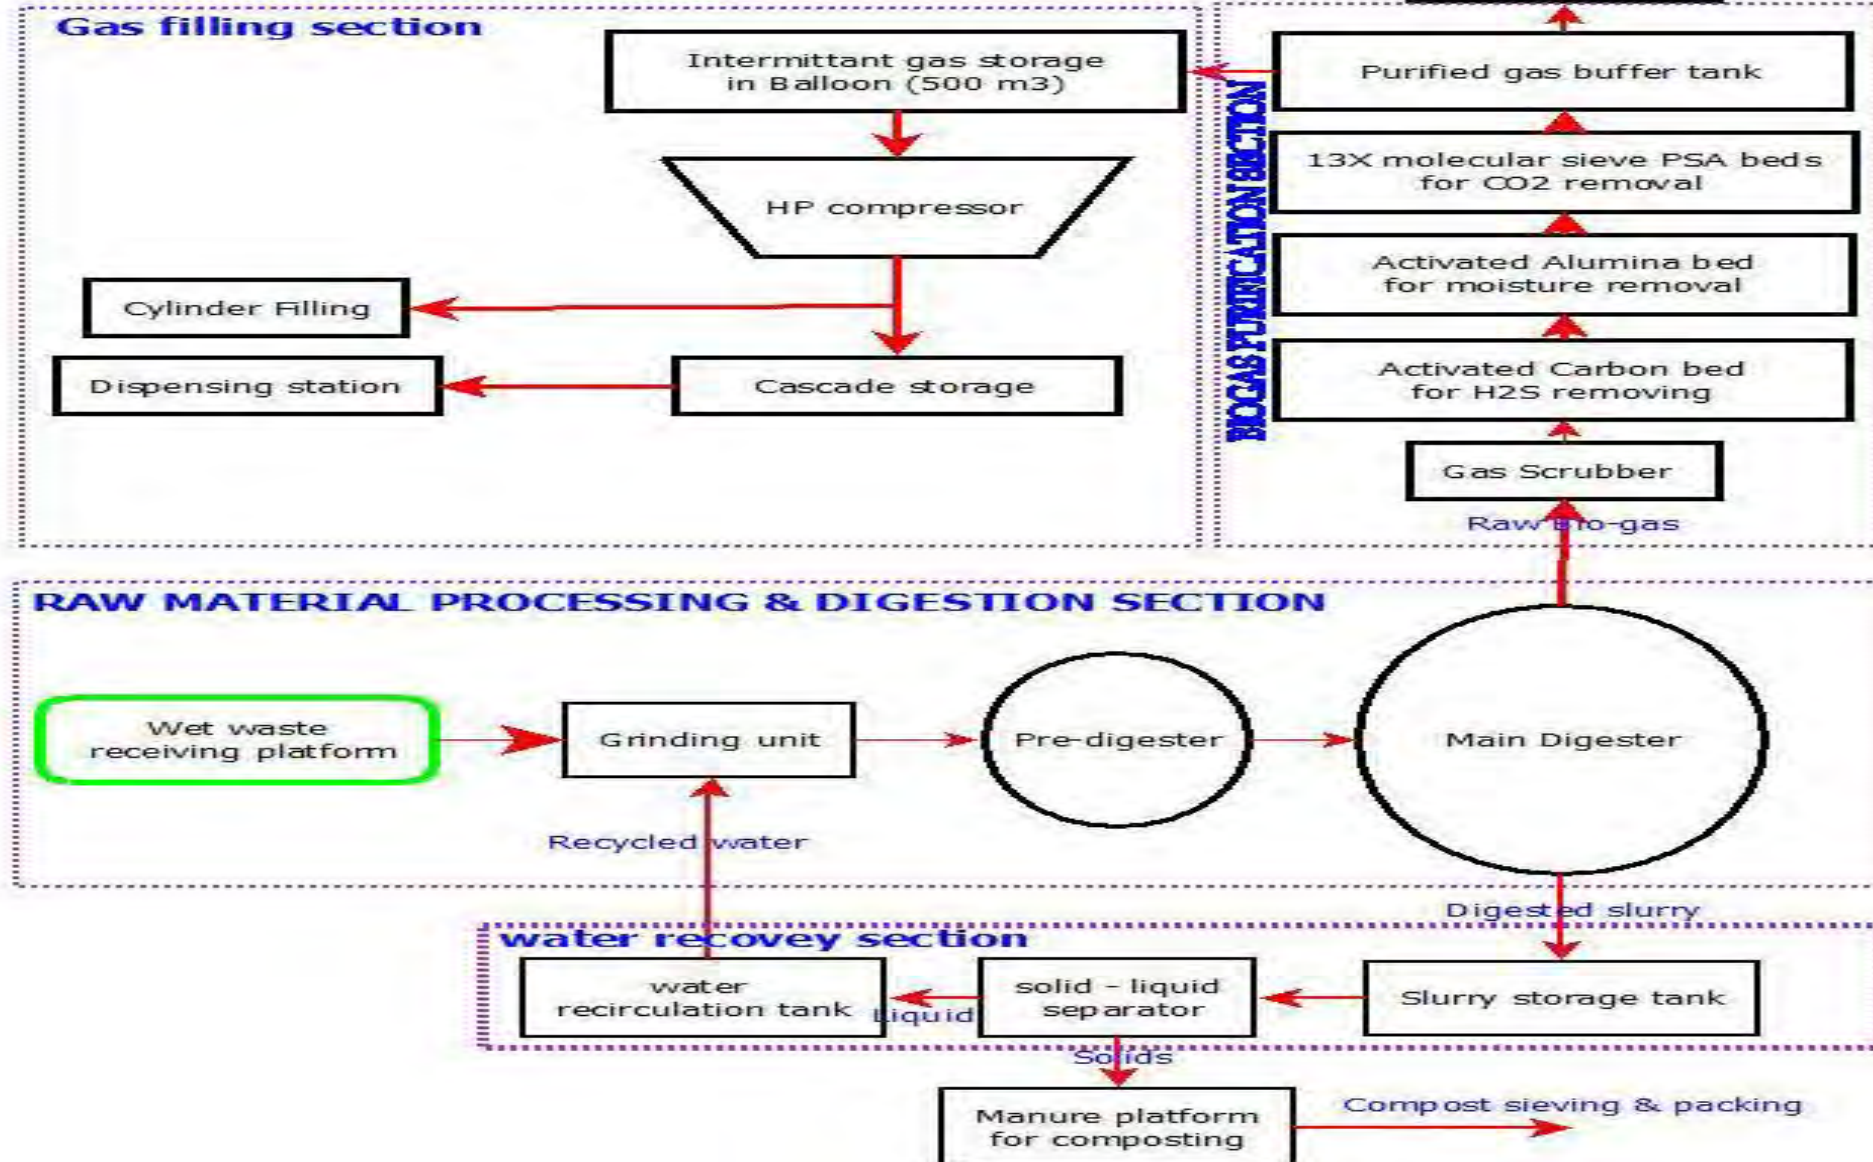 Gas filling section
Intermittant gas storage
in Balloon (500 m3)
HP compressor
Cylinder Filling
Dispensing station
Cascade storage
BIOGAS PURIFICATION SECTION
Purified gas buffer tank
13X molecular sieve PSA beds
for CO2 removal
Activated Alumina bed
for moisture removal
Activated Carbon bed
for H2S removing
Gas Scrubber
Raw Bio-gas
RAW MATERIAL PROCESSING & DIGESTION SECTION
Wet waste
receiving platform
Grinding unit
Pre-digester
Main Digester
Recycled water
Digested slurry
water recovey section
water
recirculation tank
Liquid
solid - liquid
separator
Slurry storage tank
Solids
Manure platform
for composting
Compost sieving & packing